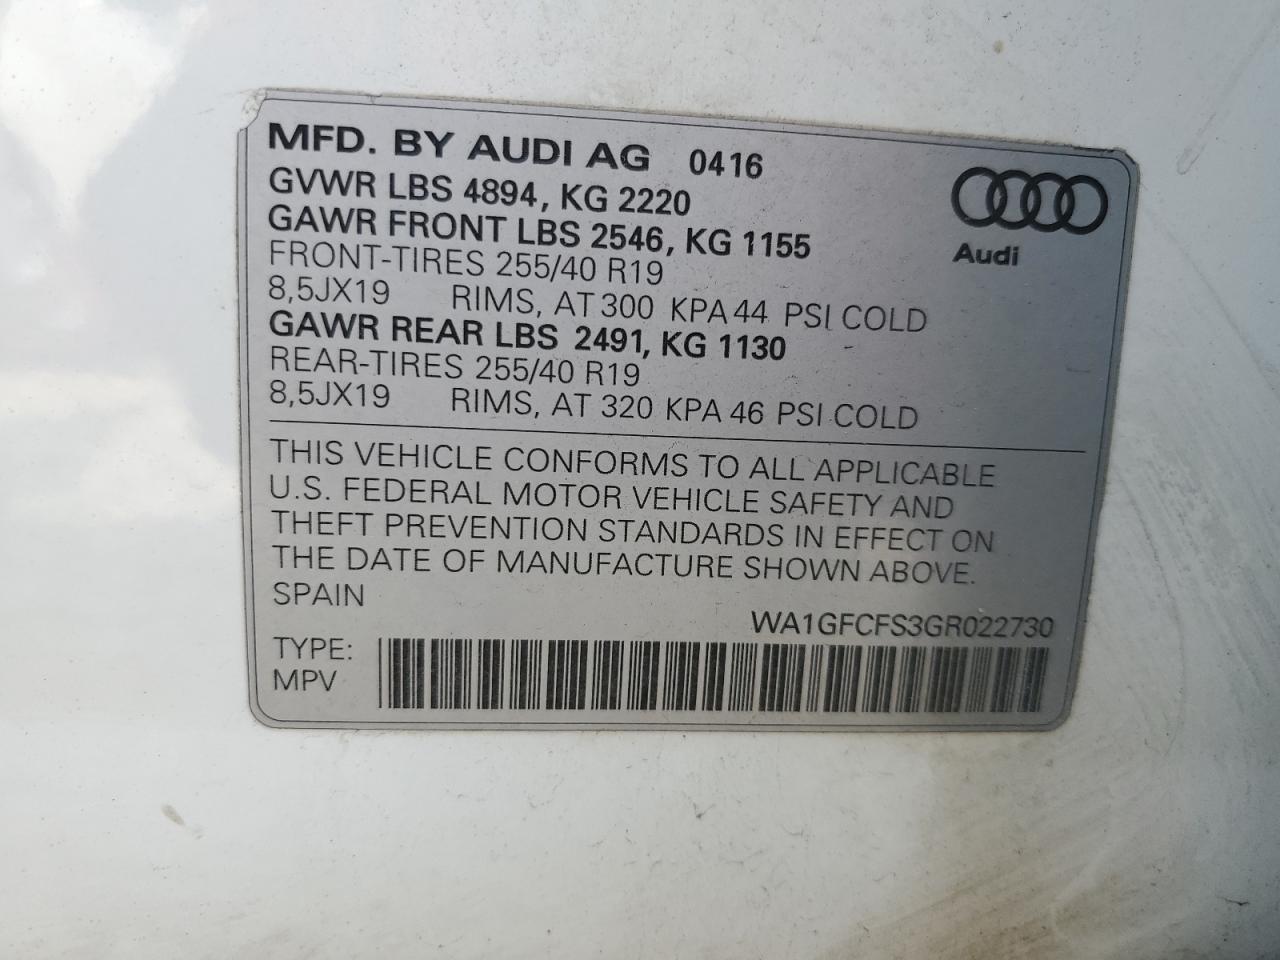 MFD. BY AUDI AG 0416
GVWR LBS 4894, KG 2220
GAWR FRONT LBS 2546, KG 1155
FRONT-TIRES 255/40 R19
8,5JX19 RIMS, AT 300 KPA 44 PSI COLD
GAWR REAR LBS 2491, KG 1130
REAR-TIRES 255/40 R19
8,5JX19 RIMS, AT 320 KPA 46 PSI COLD
Audi
THIS VEHICLE CONFORMS TO ALL APPLICABLE
U.S. FEDERAL MOTOR VEHICLE SAFETY AND
THEFT PREVENTION STANDARDS IN EFFECT ON
THE DATE OF MANUFACTURE SHOWN ABOVE.
SPAIN
WA1GFCFS3GR022730
TYPE:
MPV